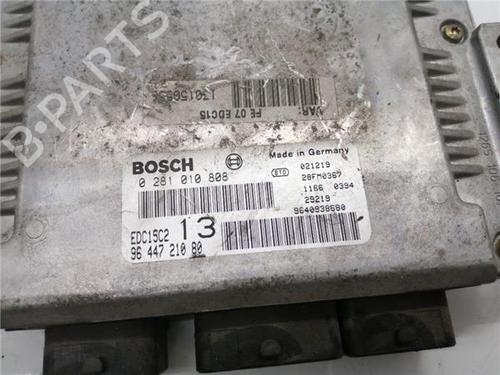 VAR:
FE 07 EDC15
BOSCH
Made in Germany
0 281 010 808
021219
28FM0367
1166 0394
29219
9640938680
EDC15C2
13
96 447 210 80